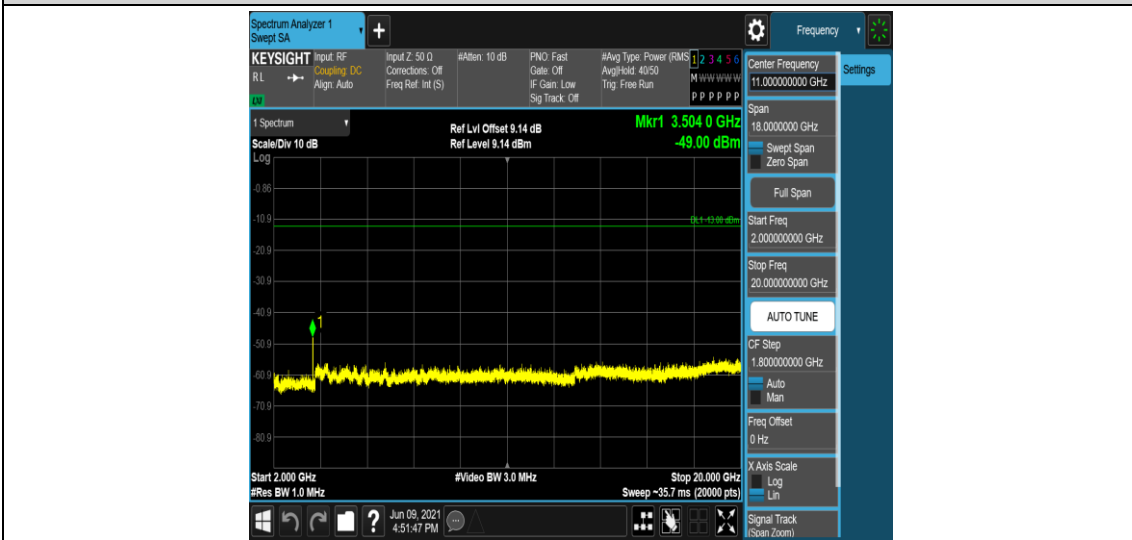 Spectrum Analyzer 1
Swept SA
+
Frequency
KEYSIGHT
RL
LXI
Input: RF
Coupling: DC
Align: Auto
Input Z: 50 Ω
Corrections: Off
Freq Ref: Int (S)
#Atten: 10 dB
PNO: Fast
Gate: Off
IF Gain: Low
Sig Track: Off
#Avg Type: Power (RMS
Avg|Hold: 40/50
Trig: Free Run
1 2 3 4 5 6
M W W W W W
P P P P P P
1 Spectrum
Scale/Div 10 dB
Log
Ref Lvl Offset 9.14 dB
Ref Level 9.14 dBm
Mkr1 3.504 0 GHz
-49.00 dBm
-0.86
-10.9
DL1 -13.00 dBm
-20.9
-30.9
-40.9
1
-50.9
-60.9
-70.9
-80.9
Start 2.000 GHz
#Res BW 1.0 MHz
#Video BW 3.0 MHz
Stop 20.000 GHz
Sweep ~35.7 ms (20000 pts)
?
Jun 09, 2021
4:51:47 PM
Center Frequency
11.000000000 GHz
Settings
Span
18.0000000 GHz
Swept Span
Zero Span
Full Span
Start Freq
2.000000000 GHz
Stop Freq
20.000000000 GHz
AUTO TUNE
CF Step
1.800000000 GHz
Auto
Man
Freq Offset
0 Hz
X Axis Scale
Log
Lin
Signal Track
(Span Zoom)